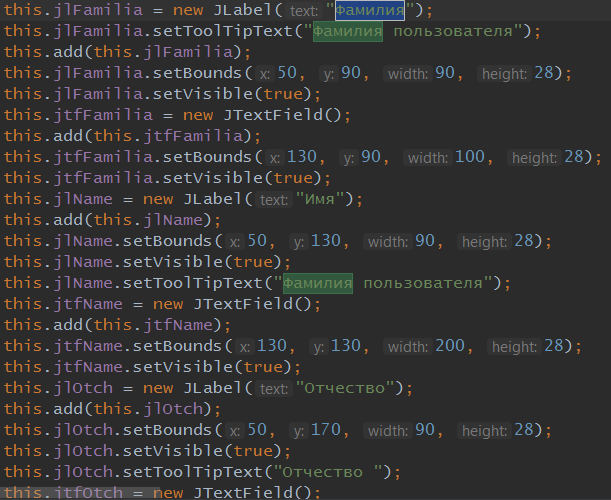 this.jlFamilia = new JLabel( text: "Фамилия");
this.jlFamilia.setToolTipText("Фамилия пользователя");
this.add(this.jlFamilia);
this.jlFamilia.setBounds( x: 50, y: 90, width: 90, height: 28);
this.jlFamilia.setVisible(true);
this.jtfFamilia = new JTextField();
this.add(this.jtfFamilia);
this.jtfFamilia.setBounds( x: 130, y: 90, width: 100, height: 28);
this.jtfFamilia.setVisible(true);
this.jlName = new JLabel( text: "Имя");
this.add(this.jlName);
this.jlName.setBounds( x: 50, y: 130, width: 90, height: 28);
this.jlName.setVisible(true);
this.jlName.setToolTipText("Фамилия пользователя");
this.jtfName = new JTextField();
this.add(this.jtfName);
this.jtfName.setBounds( x: 130, y: 130, width: 200, height: 28);
this.jtfName.setVisible(true);
this.jlOtch = new JLabel( text: "Отчество");
this.add(this.jlOtch);
this.jlOtch.setBounds( x: 50, y: 170, width: 90, height: 28);
this.jlOtch.setVisible(true);
this.jlOtch.setToolTipText("Отчество ");
this.jtfOtch = new JTextField();